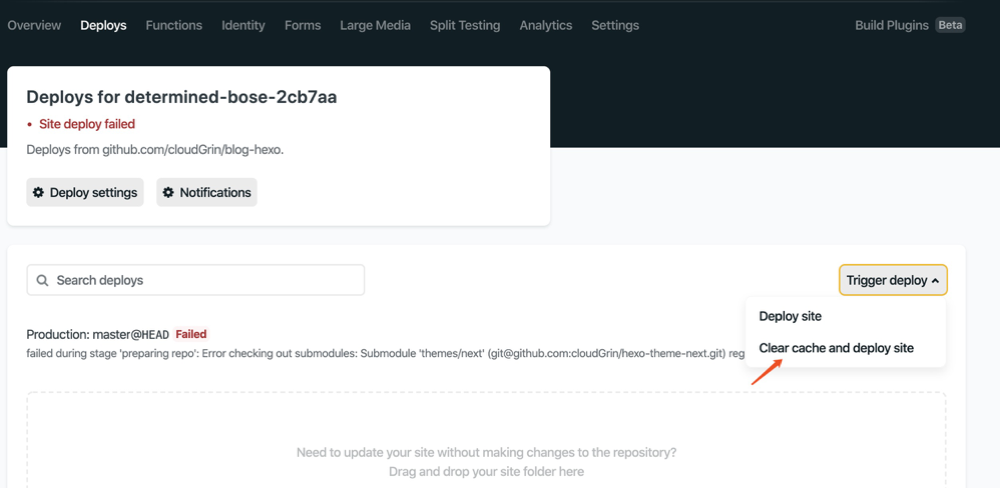 Overview Deploys Functions Identity Forms Large Media Split Testing Analytics Settings Build Plugins Beta
Deploys for determined-bose-2cb7aa
• Site deploy failed
Deploys from github.com/cloudGrin/blog-hexo.
Deploy settings Notifications
Search deploys Trigger deploy
Deploy site
Production: master@HEAD Failed
Clear cache and deploy site
failed during stage 'preparing repo': Error checking out submodules: Submodule 'themes/next' (git@github.com:cloudGrin/hexo-theme-next.git) reg
Need to update your site without making changes to the repository?
Drag and drop your site folder here